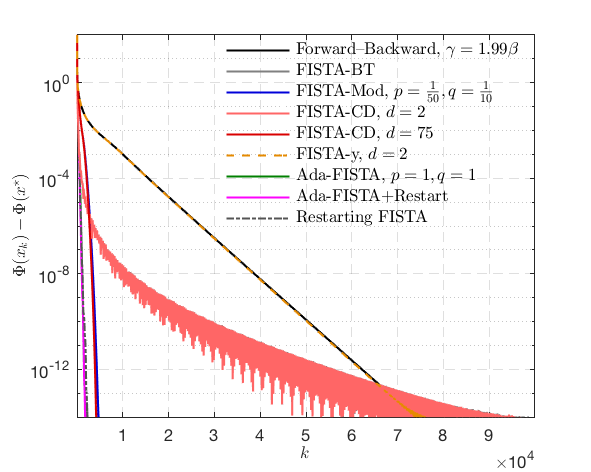 Forward–Backward, γ = 1.99β
FISTA-BT
FISTA-Mod, p = 1/50, q = 1/10
FISTA-CD, d = 2
FISTA-CD, d = 75
FISTA-y, d = 2
Ada-FISTA, p = 1, q = 1
Ada-FISTA+Restart
Restarting FISTA
10^0
10^-4
10^-8
10^-12
Φ(x_k) − Φ(x*)
1 2 3 4 5 6 7 8 9
k
×10^4